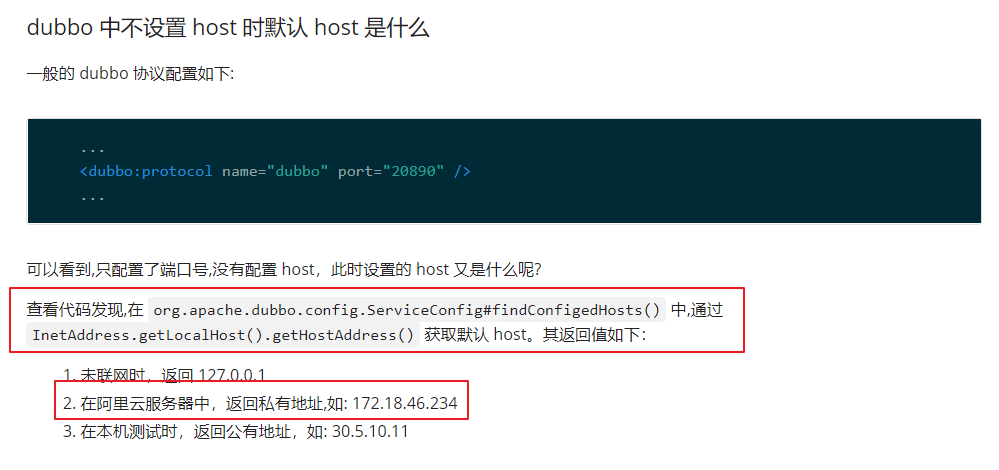 dubbo 中不设置 host 时默认 host 是什么
一般的 dubbo 协议配置如下:
...
<dubbo:protocol name="dubbo" port="20890" />
...
可以看到,只配置了端口号,没有配置 host，此时设置的 host 又是什么呢?
查看代码发现,在 org.apache.dubbo.config.ServiceConfig#findConfigedHosts() 中,通过
InetAddress.getLocalHost().getHostAddress() 获取默认 host。其返回值如下：
1. 未联网时，返回 127.0.0.1
2. 在阿里云服务器中，返回私有地址,如: 172.18.46.234
3. 在本机测试时，返回公有地址，如: 30.5.10.11